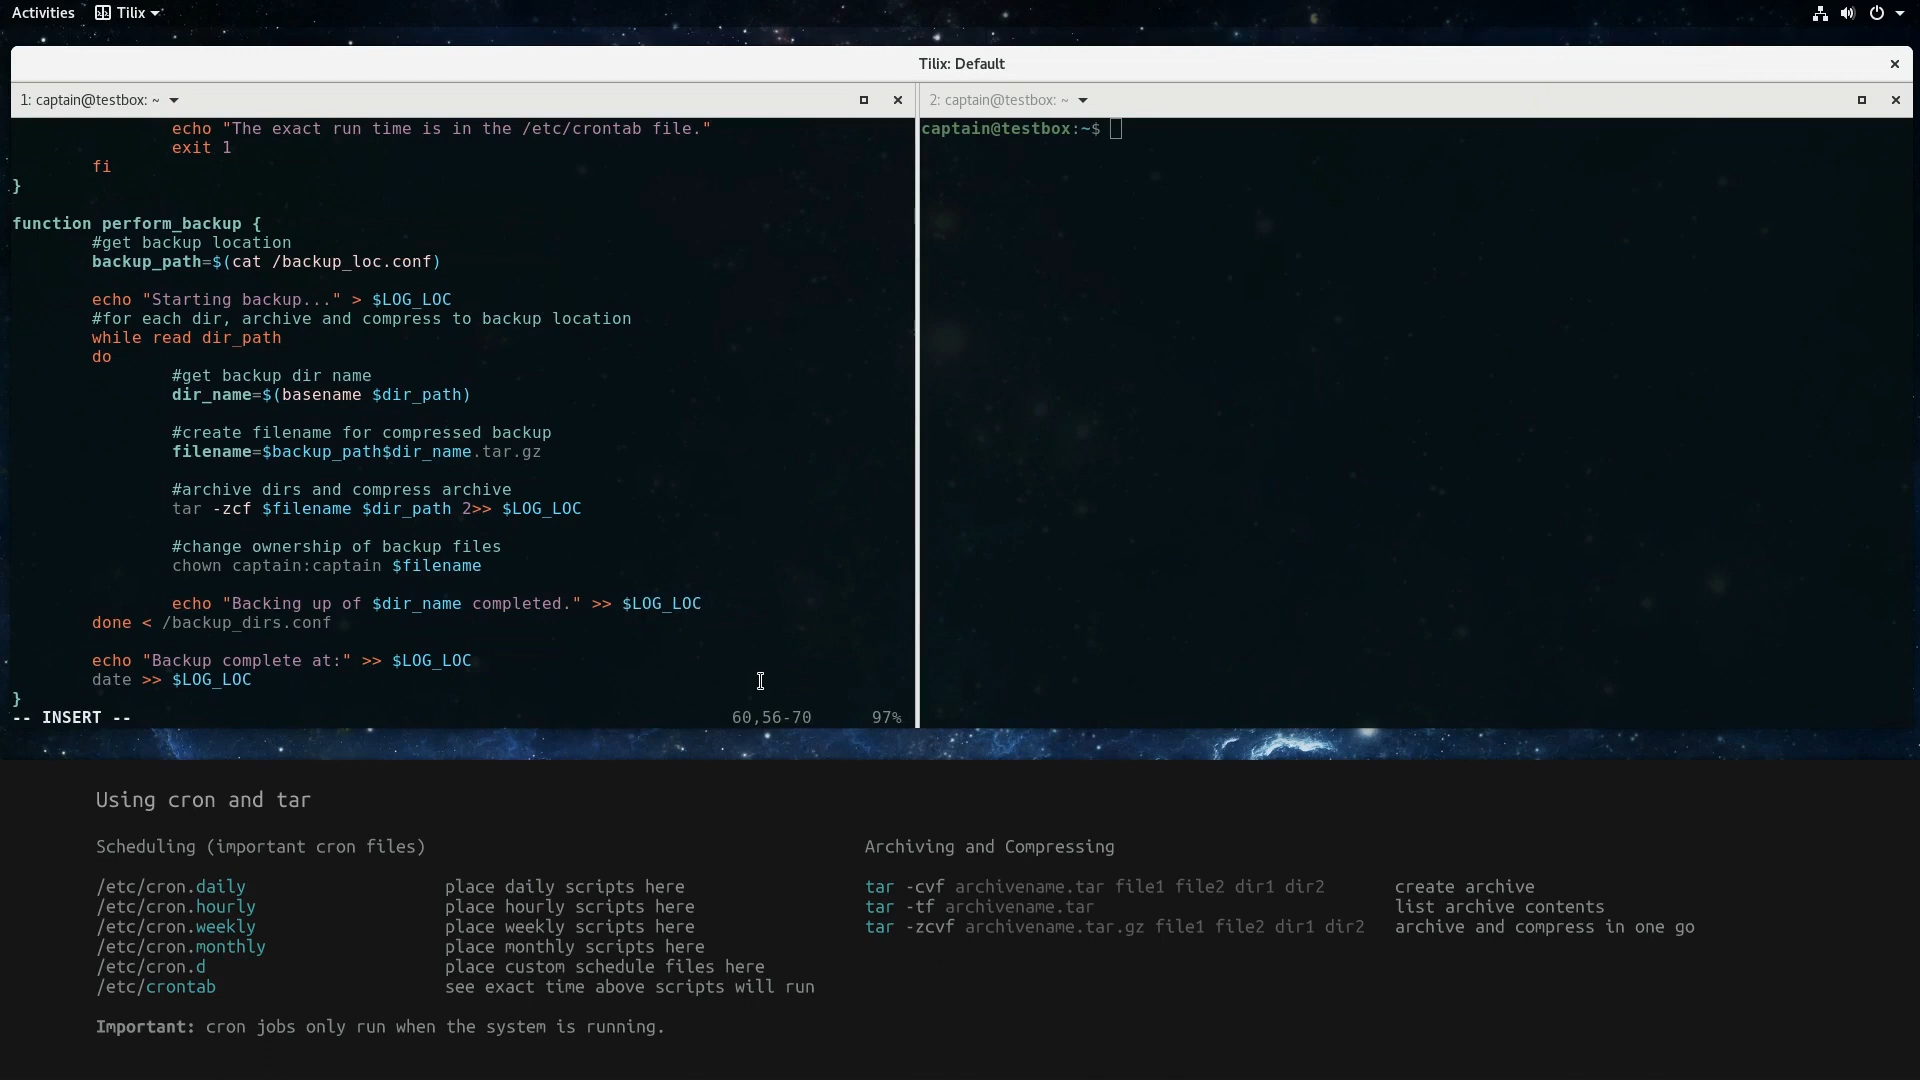 Activities Tilix
Tilix: Default
1: captain@testbox: ~
2: captain@testbox: ~
echo "The exact run time is in the /etc/crontab file."
exit 1
fi
}
function perform_backup {
#get backup location
backup_path=$(cat /backup_loc.conf)
echo "Starting backup..." > $LOG_LOC
#for each dir, archive and compress to backup location
while read dir_path
do
#get backup dir name
dir_name=$(basename $dir_path)
#create filename for compressed backup
filename=$backup_path$dir_name.tar.gz
#archive dirs and compress archive
tar -zcf $filename $dir_path 2>> $LOG_LOC
#change ownership of backup files
chown captain:captain $filename
echo "Backing up of $dir_name completed." >> $LOG_LOC
done < /backup_dirs.conf
echo "Backup complete at:" >> $LOG_LOC
date >> $LOG_LOC
}
-- INSERT -- 60,56-70 97%
captain@testbox:~$
Using cron and tar
Scheduling (important cron files)
/etc/cron.daily place daily scripts here
/etc/cron.hourly place hourly scripts here
/etc/cron.weekly place weekly scripts here
/etc/cron.monthly place monthly scripts here
/etc/cron.d place custom schedule files here
/etc/crontab see exact time above scripts will run
Important: cron jobs only run when the system is running.
Archiving and Compressing
tar -cvf archivename.tar file1 file2 dir1 dir2 create archive
tar -tf archivename.tar list archive contents
tar -zcvf archivename.tar.gz file1 file2 dir1 dir2 archive and compress in one go